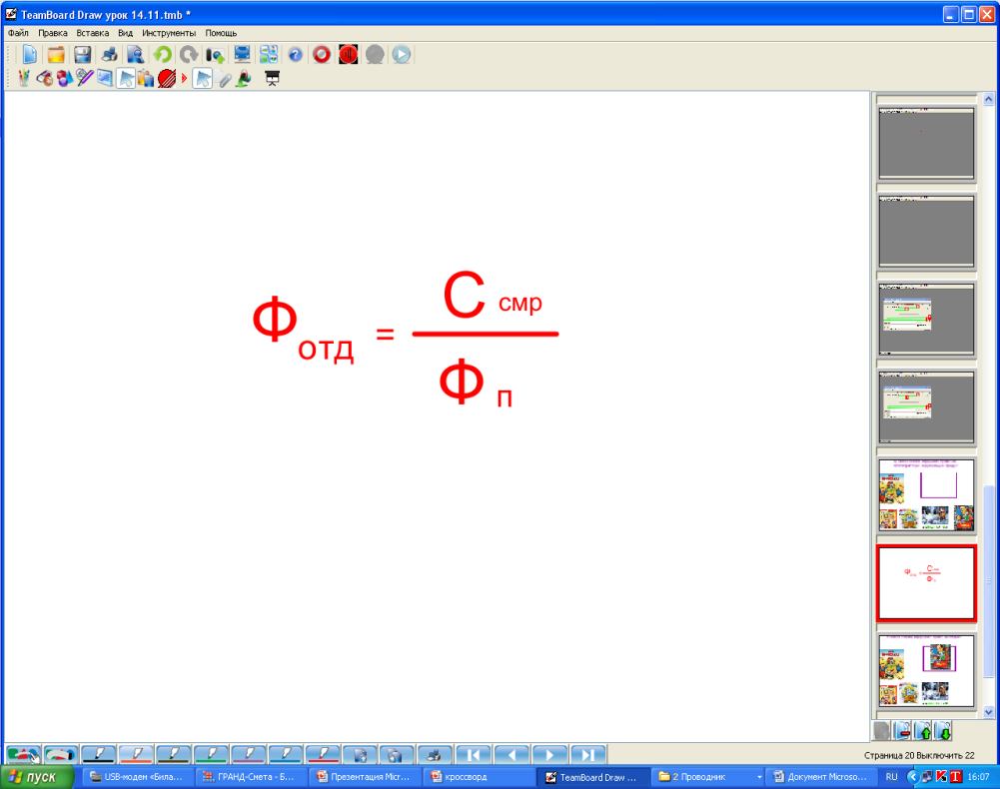 TeamBoard Draw урок 14.11.tmb *
Файл Правка Вставка Вид Инструменты Помощь
С смр
Ф отд =
Ф п
Страница 20 Выключить 22
пуск USB-модем «Била... ГРАНД-Смета - Б... Презентация Micr... кроссворд TeamBoard Draw ... 2 Проводник Документ Microso... RU 16:07